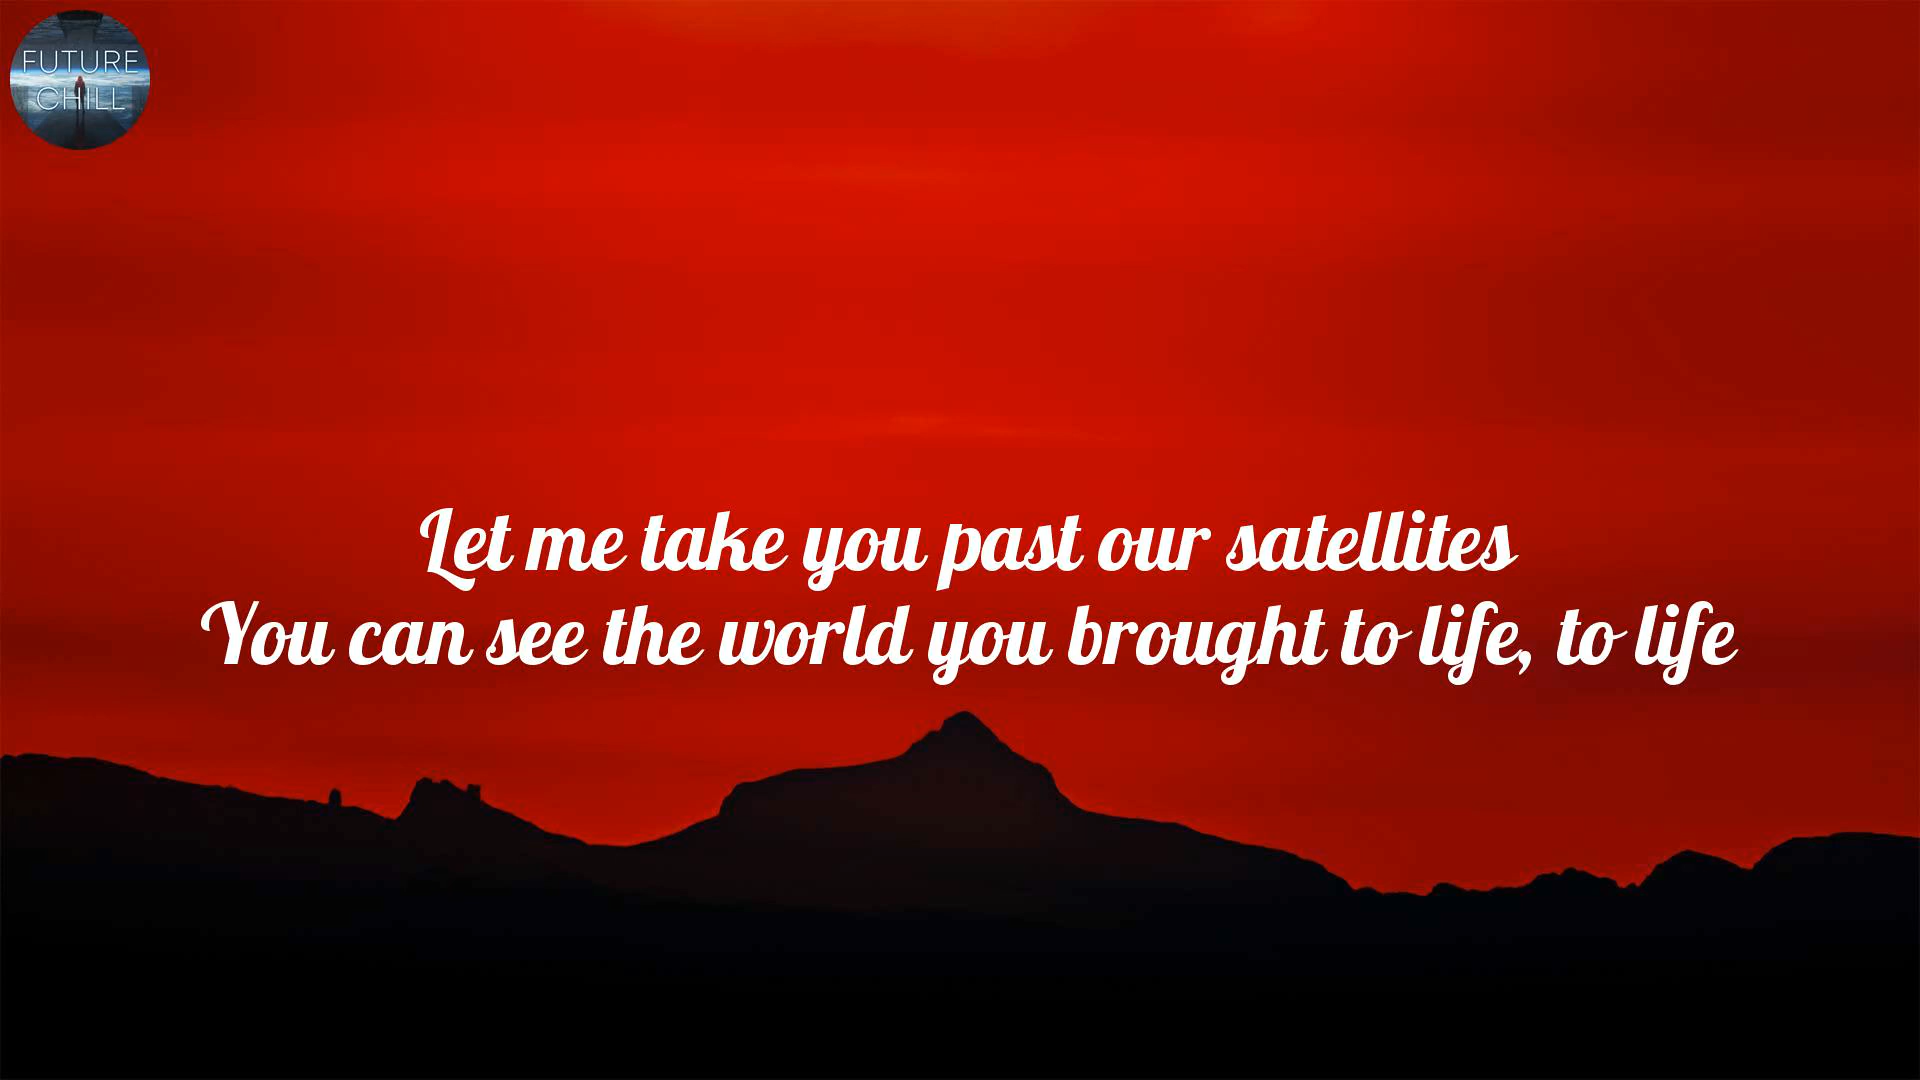 FUTURE
CHILL
Let me take you past our satellites
You can see the world you brought to life, to life